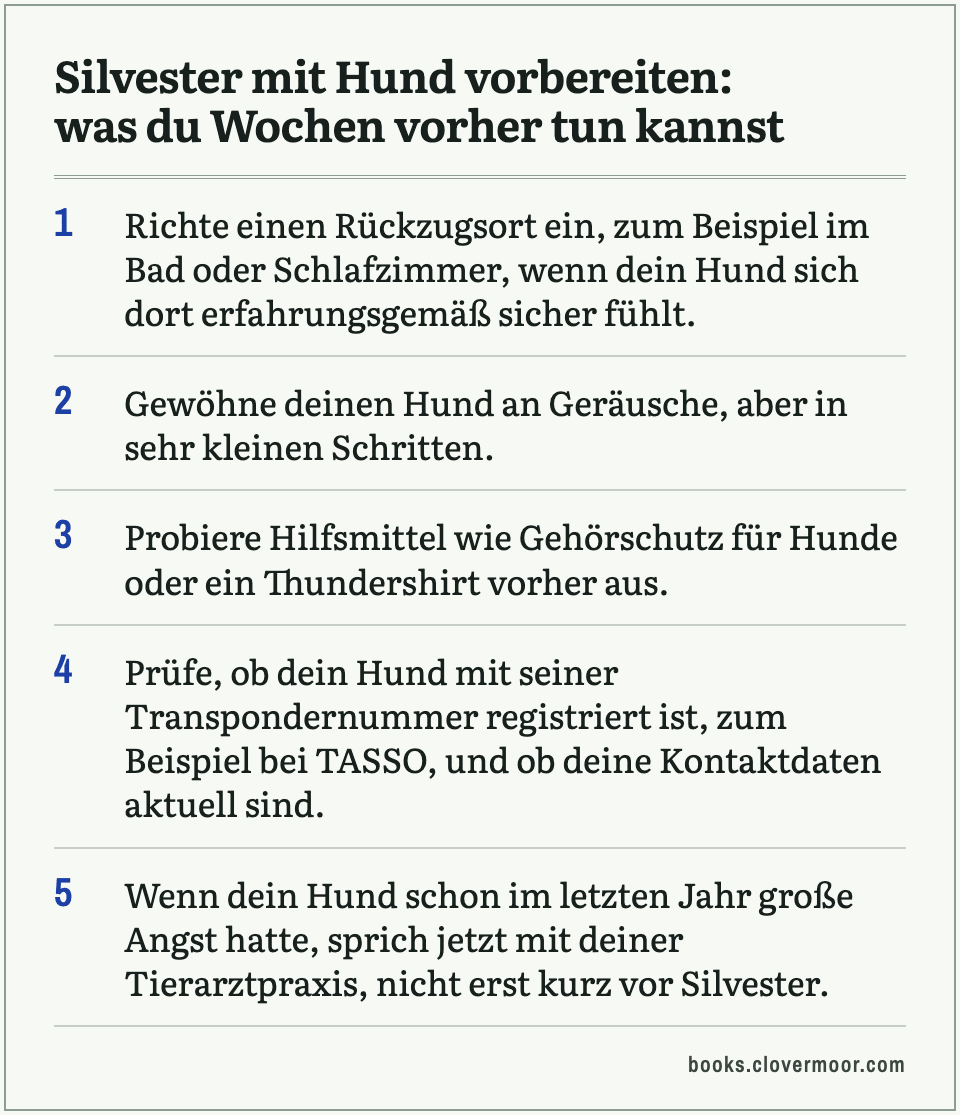 Silvester mit Hund vorbereiten:
was du Wochen vorher tun kannst
1 Richte einen Rückzugsort ein, zum Beispiel im
Bad oder Schlafzimmer, wenn dein Hund sich
dort erfahrungsgemäß sicher fühlt.
2 Gewöhne deinen Hund an Geräusche, aber in
sehr kleinen Schritten.
3 Probiere Hilfsmittel wie Gehörschutz für Hunde
oder ein Thundershirt vorher aus.
4 Prüfe, ob dein Hund mit seiner
Transpondernummer registriert ist, zum
Beispiel bei TASSO, und ob deine Kontaktdaten
aktuell sind.
5 Wenn dein Hund schon im letzten Jahr große
Angst hatte, sprich jetzt mit deiner
Tierarztpraxis, nicht erst kurz vor Silvester.
books.clovermoor.com